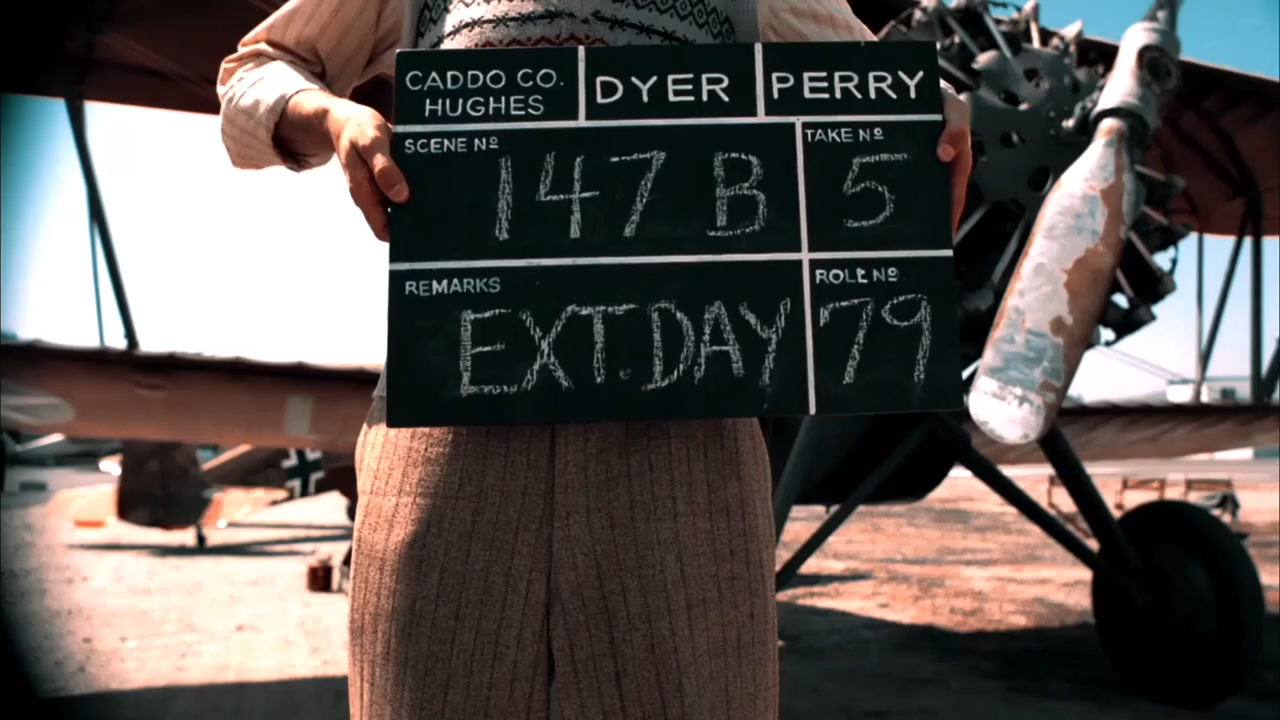 CADDO CO.
HUGHES
DYER
PERRY
SCENE Nº
147 B
TAKE Nº
5
REMARKS
EXT. DAY
ROLL Nº
79